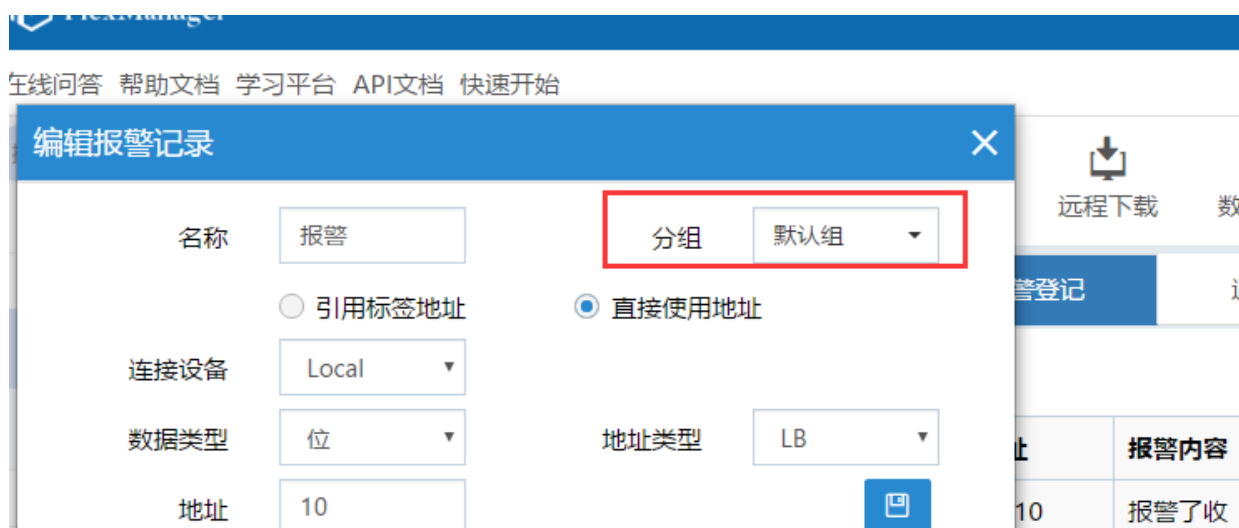 FlexManager
在线问答 帮助文档 学习平台 API文档 快速开始
编辑报警记录
远程下载
名称 报警 分组 默认组
警登记
引用标签地址 直接使用地址
连接设备 Local
数据类型 位 地址类型 LB
址 报警内容
地址 10
10 报警了收